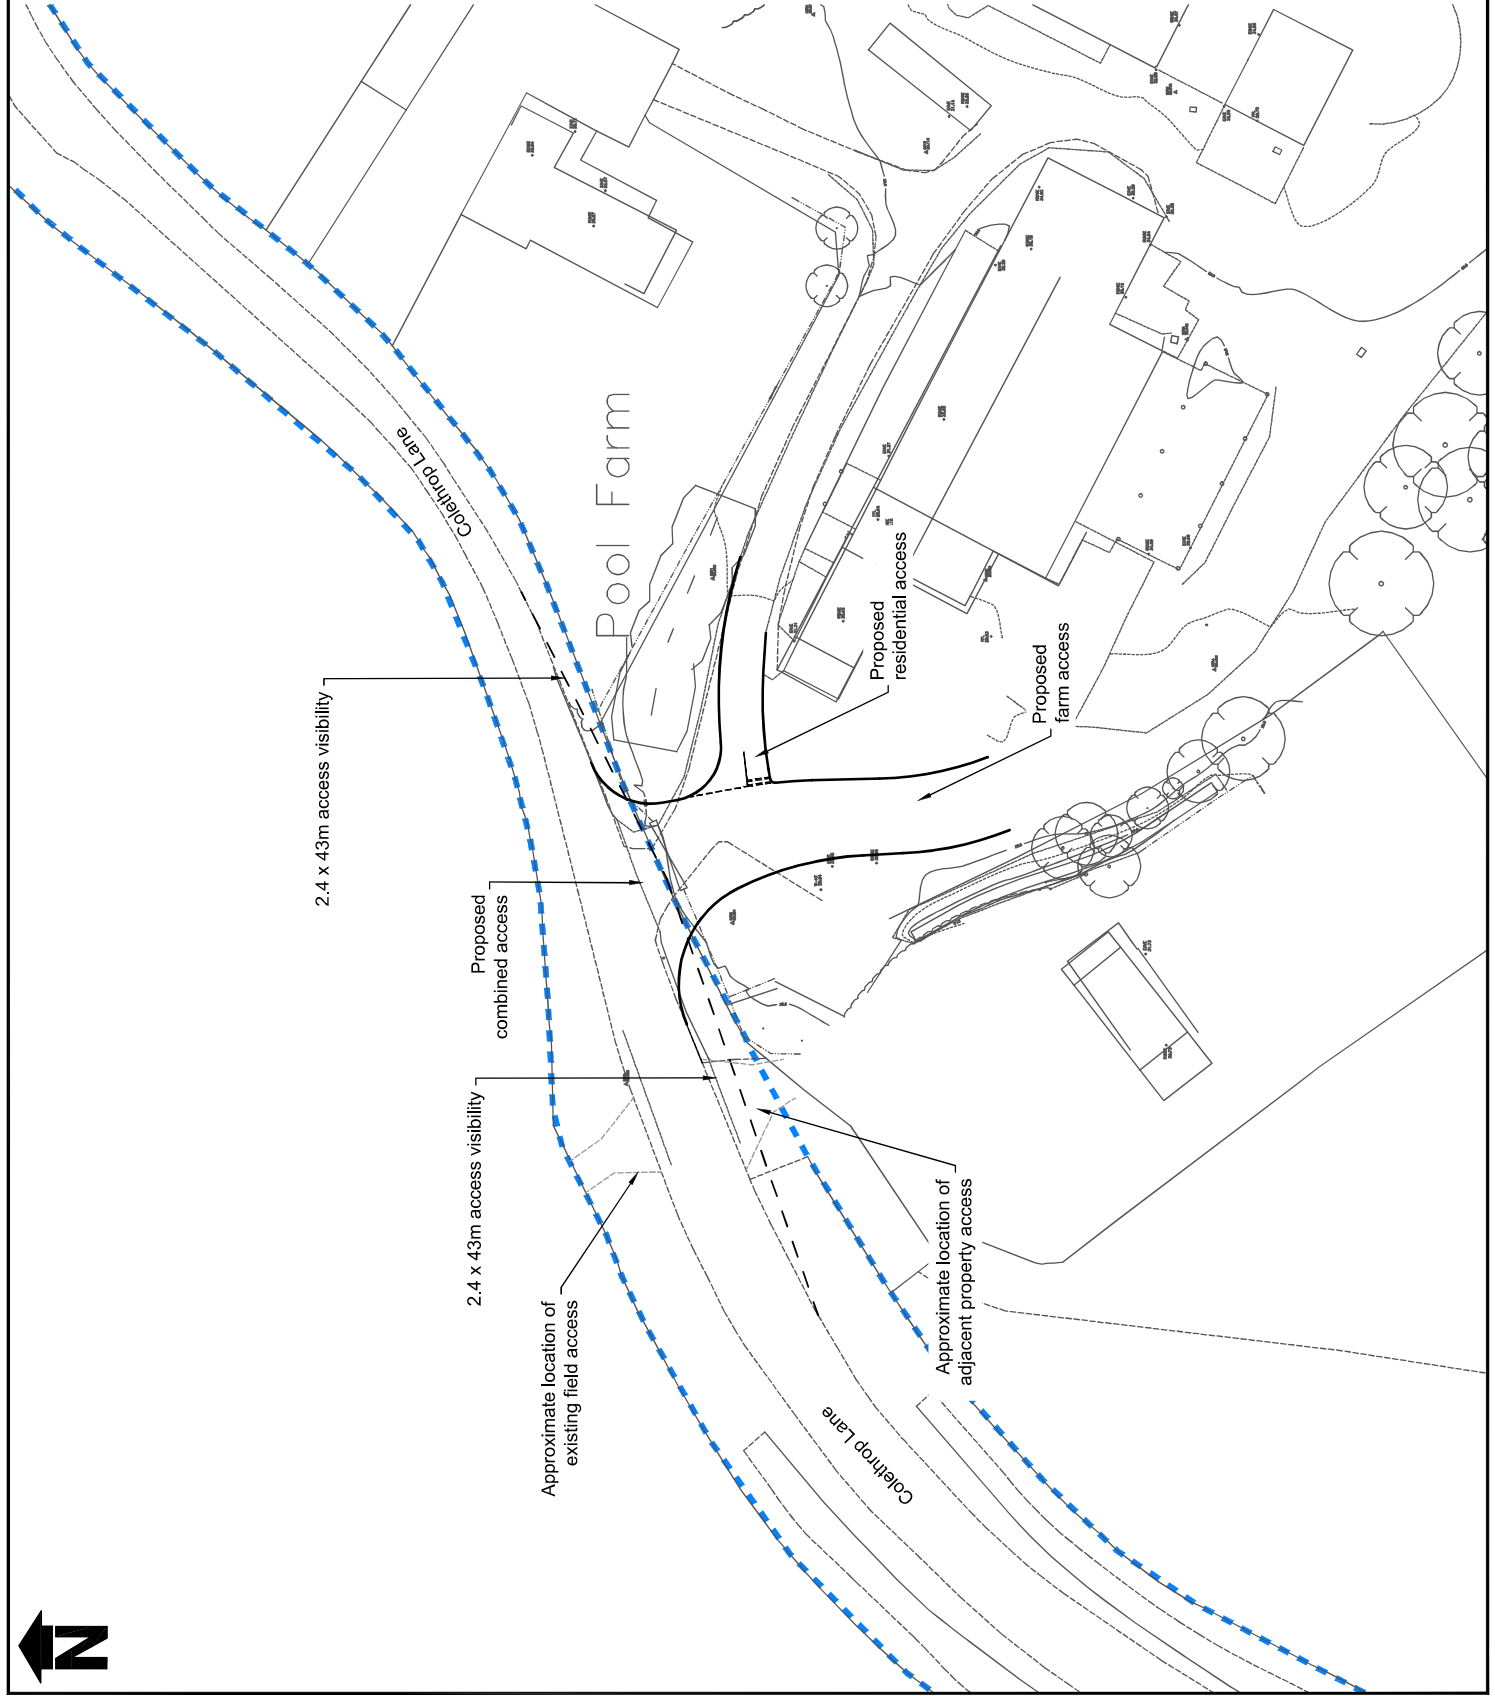 2.4 x 43m access visibility
Colethrop Lane
Pool Farm
Proposed
combined access
Proposed
residential access
Proposed
farm access
2.4 x 43m access visibility
Approximate location of
existing field access
Approximate location of
adjacent property access
Colethrop Lane
N